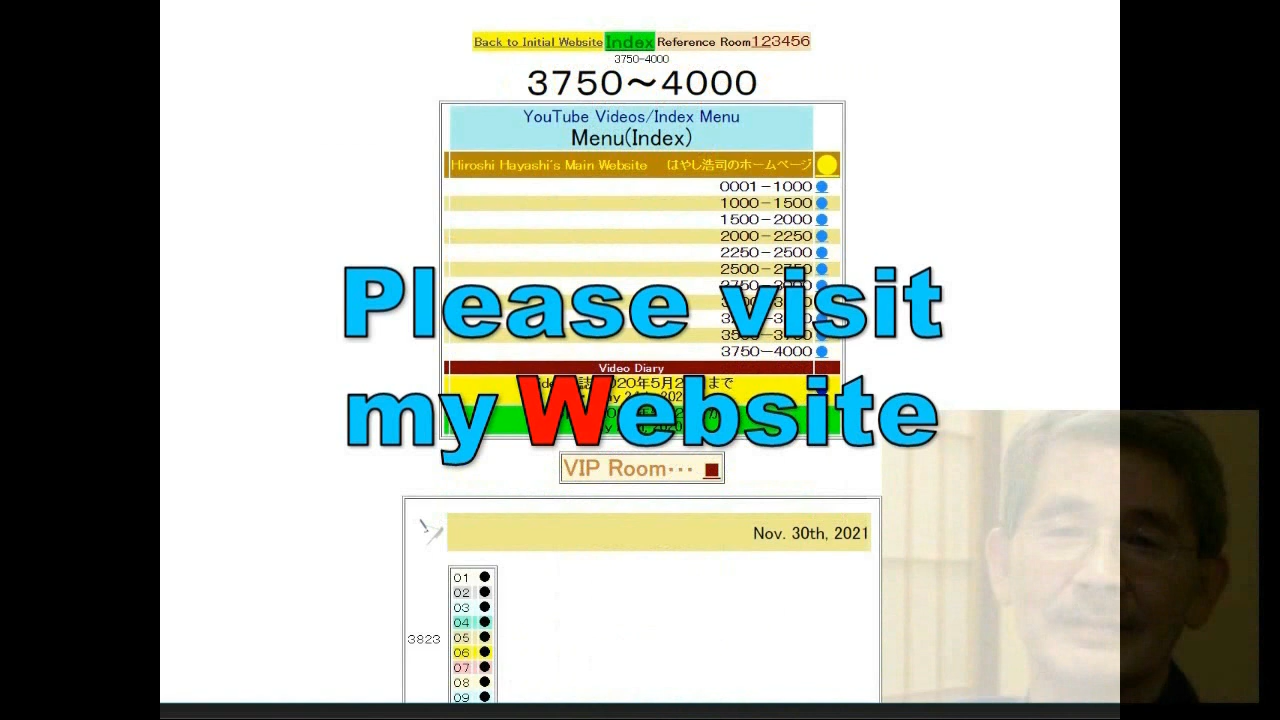 Back to Initial Website Index Reference Room123456
3750-4000
3750～4000
YouTube Videos/Index Menu
Menu(Index)
Hiroshi Hayashi's Main Website はやし浩司のホームページ
0001－1000
1000－1500
1500－2000
2000－2250
2250－2500
2500－2750
3750－4000
Please visit
my Website
Video Diary
VIP Room･･･
Nov. 30th, 2021
3823
01
02
03
04
05
06
07
08
09